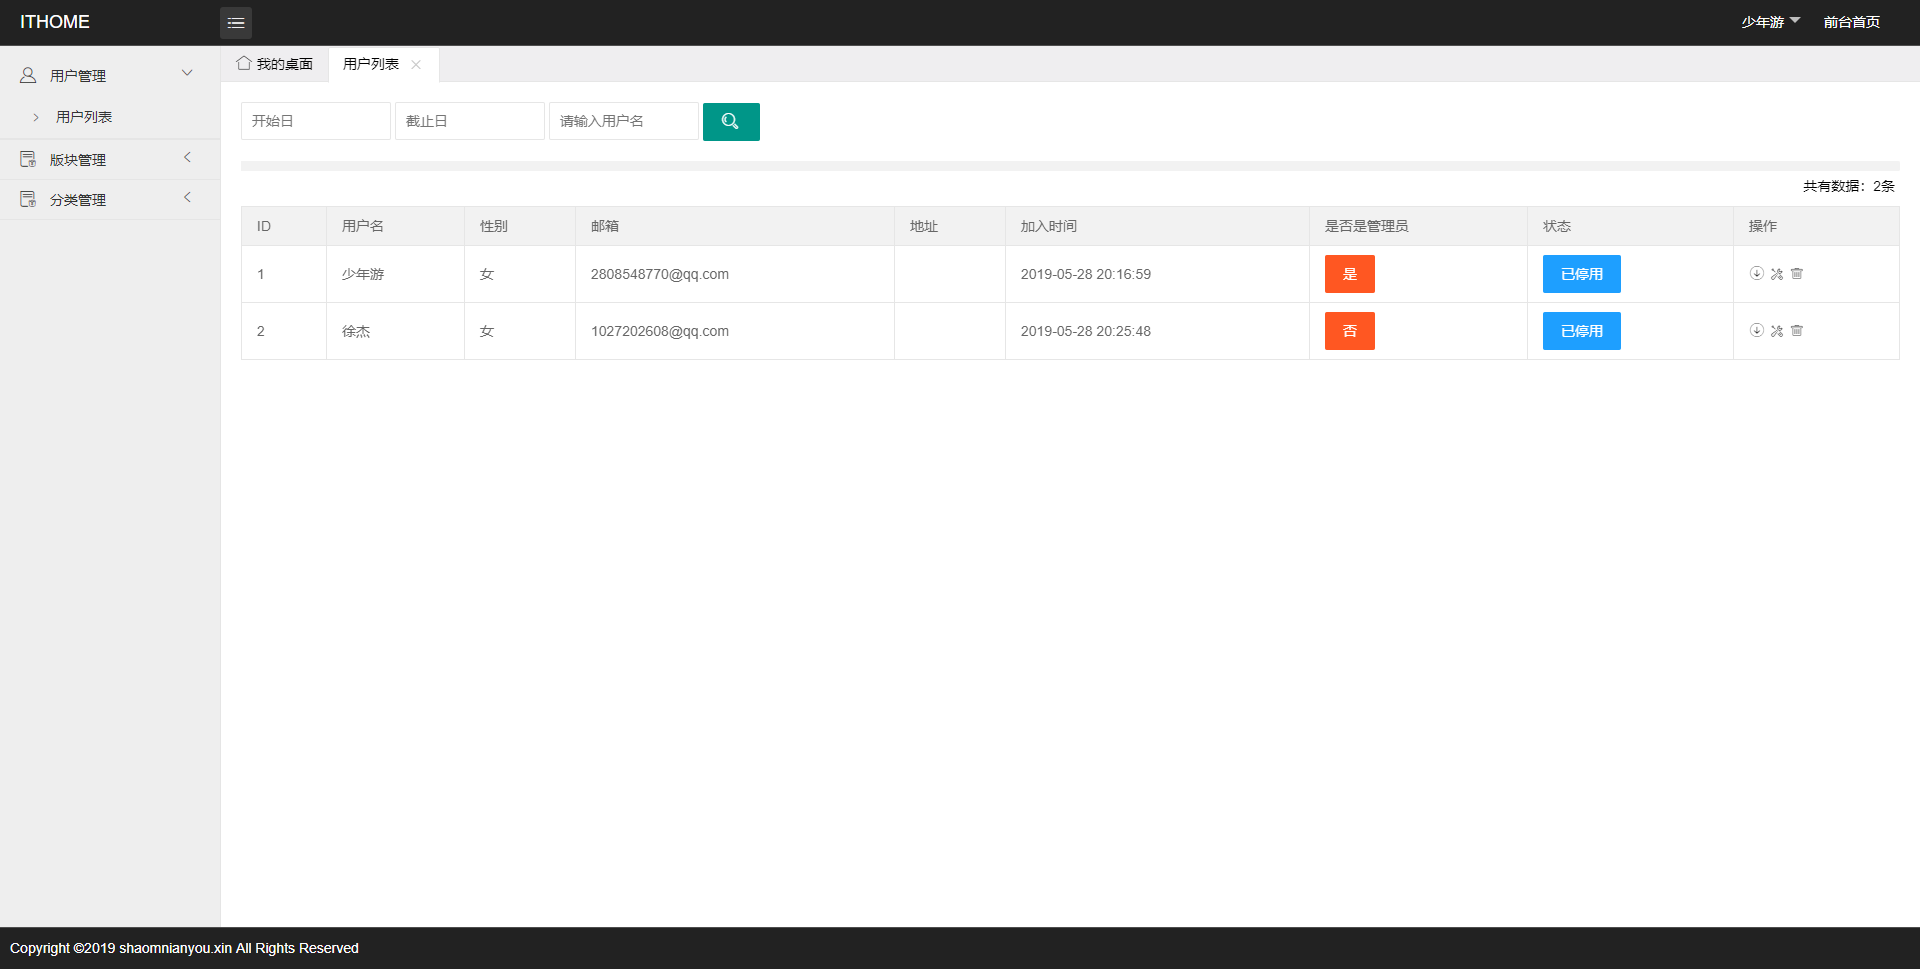 ITHOME
少年游 前台首页
用户管理
用户列表
版块管理
分类管理
我的桌面 用户列表
开始日 截止日 请输入用户名
共有数据：2条
ID 用户名 性别 邮箱 地址 加入时间 是否是管理员 状态 操作
1 少年游 女 2808548770@qq.com 2019-05-28 20:16:59 是 已停用
2 徐杰 女 1027202608@qq.com 2019-05-28 20:25:48 否 已停用
Copyright ©2019 shaomnianyou.xin All Rights Reserved